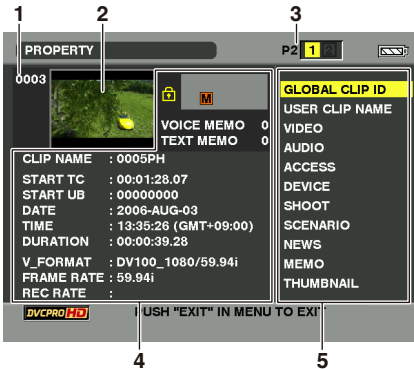 1 2 3
PROPERTY
P2 1 2
0003
M
VOICE MEMO 0
TEXT MEMO 0
CLIP NAME : 0005PH
START TC : 00:01:28.07
START UB : 00000000
DATE : 2006-AUG-03
TIME : 13:35:26 (GMT+09:00)
DURATION : 00:00:39.28
V_FORMAT : DV100_1080/59.94i
FRAME RATE : 59.94i
REC RATE :
GLOBAL CLIP ID
USER CLIP NAME
VIDEO
AUDIO
ACCESS
DEVICE
SHOOT
SCENARIO
NEWS
MEMO
THUMBNAIL
DVCPRO HD
PUSH "EXIT" IN MENU TO EXIT
4 5